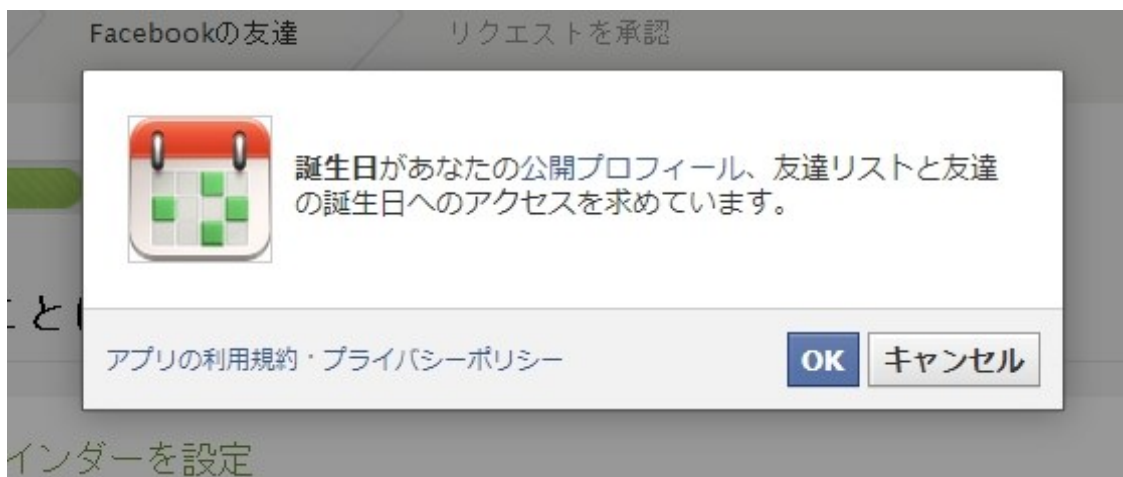 Facebookの友達
リクエストを承認
誕生日があなたの公開プロフィール、友達リストと友達
の誕生日へのアクセスを求めています。
ことは
アプリの利用規約 · プライバシーポリシー
OK
キャンセル
インダーを設定